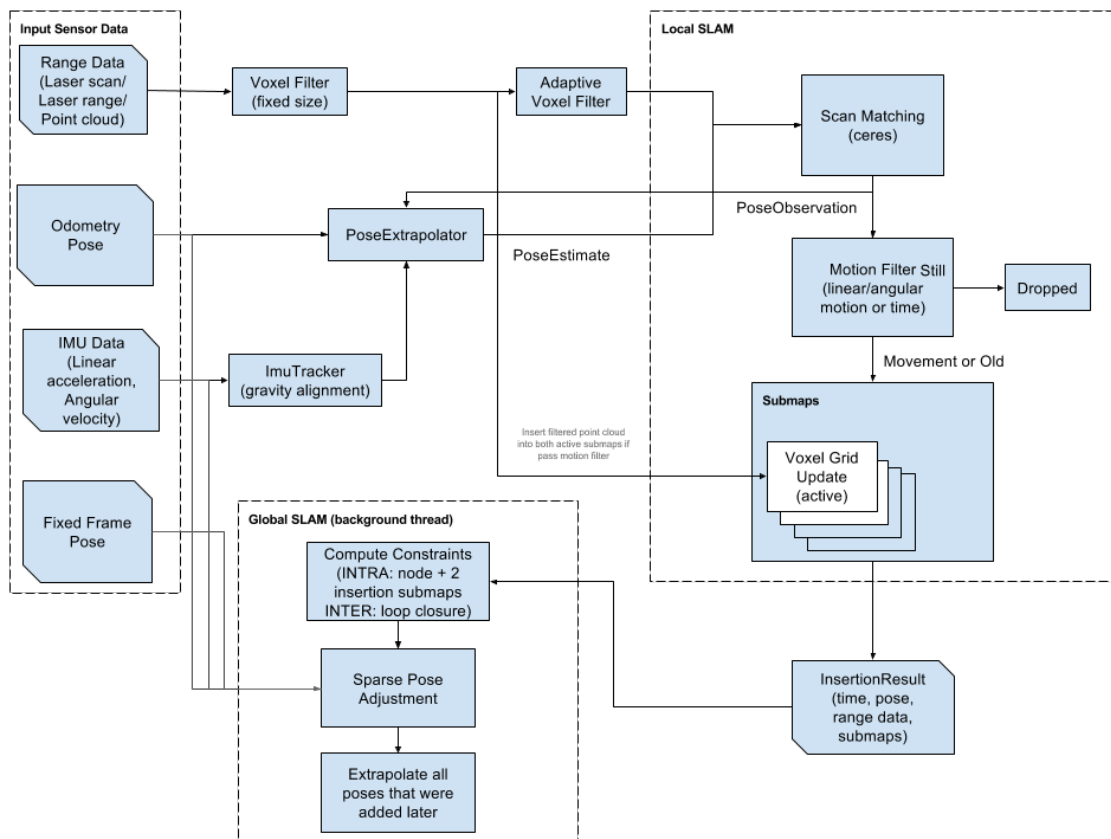 Input Sensor Data
Range Data
(Laser scan/
Laser range/
Point cloud)
Voxel Filter
(fixed size)
Adaptive
Voxel Filter
Local SLAM
Scan Matching
(ceres)
Odometry
Pose
PoseExtrapolator
PoseEstimate
PoseObservation
Motion Filter Still
(linear/angular
motion or time)
Dropped
IMU Data
(Linear
acceleration,
Angular
velocity)
ImuTracker
(gravity alignment)
Movement or Old
Submaps
Insert filtered point cloud
into both active submaps if
pass motion filter
Voxel Grid
Update
(active)
Fixed Frame
Pose
Global SLAM (background thread)
Compute Constraints
(INTRA: node + 2
insertion submaps
INTER: loop closure)
Sparse Pose
Adjustment
Extrapolate all
poses that were
added later
InsertionResult
(time, pose,
range data,
submaps)